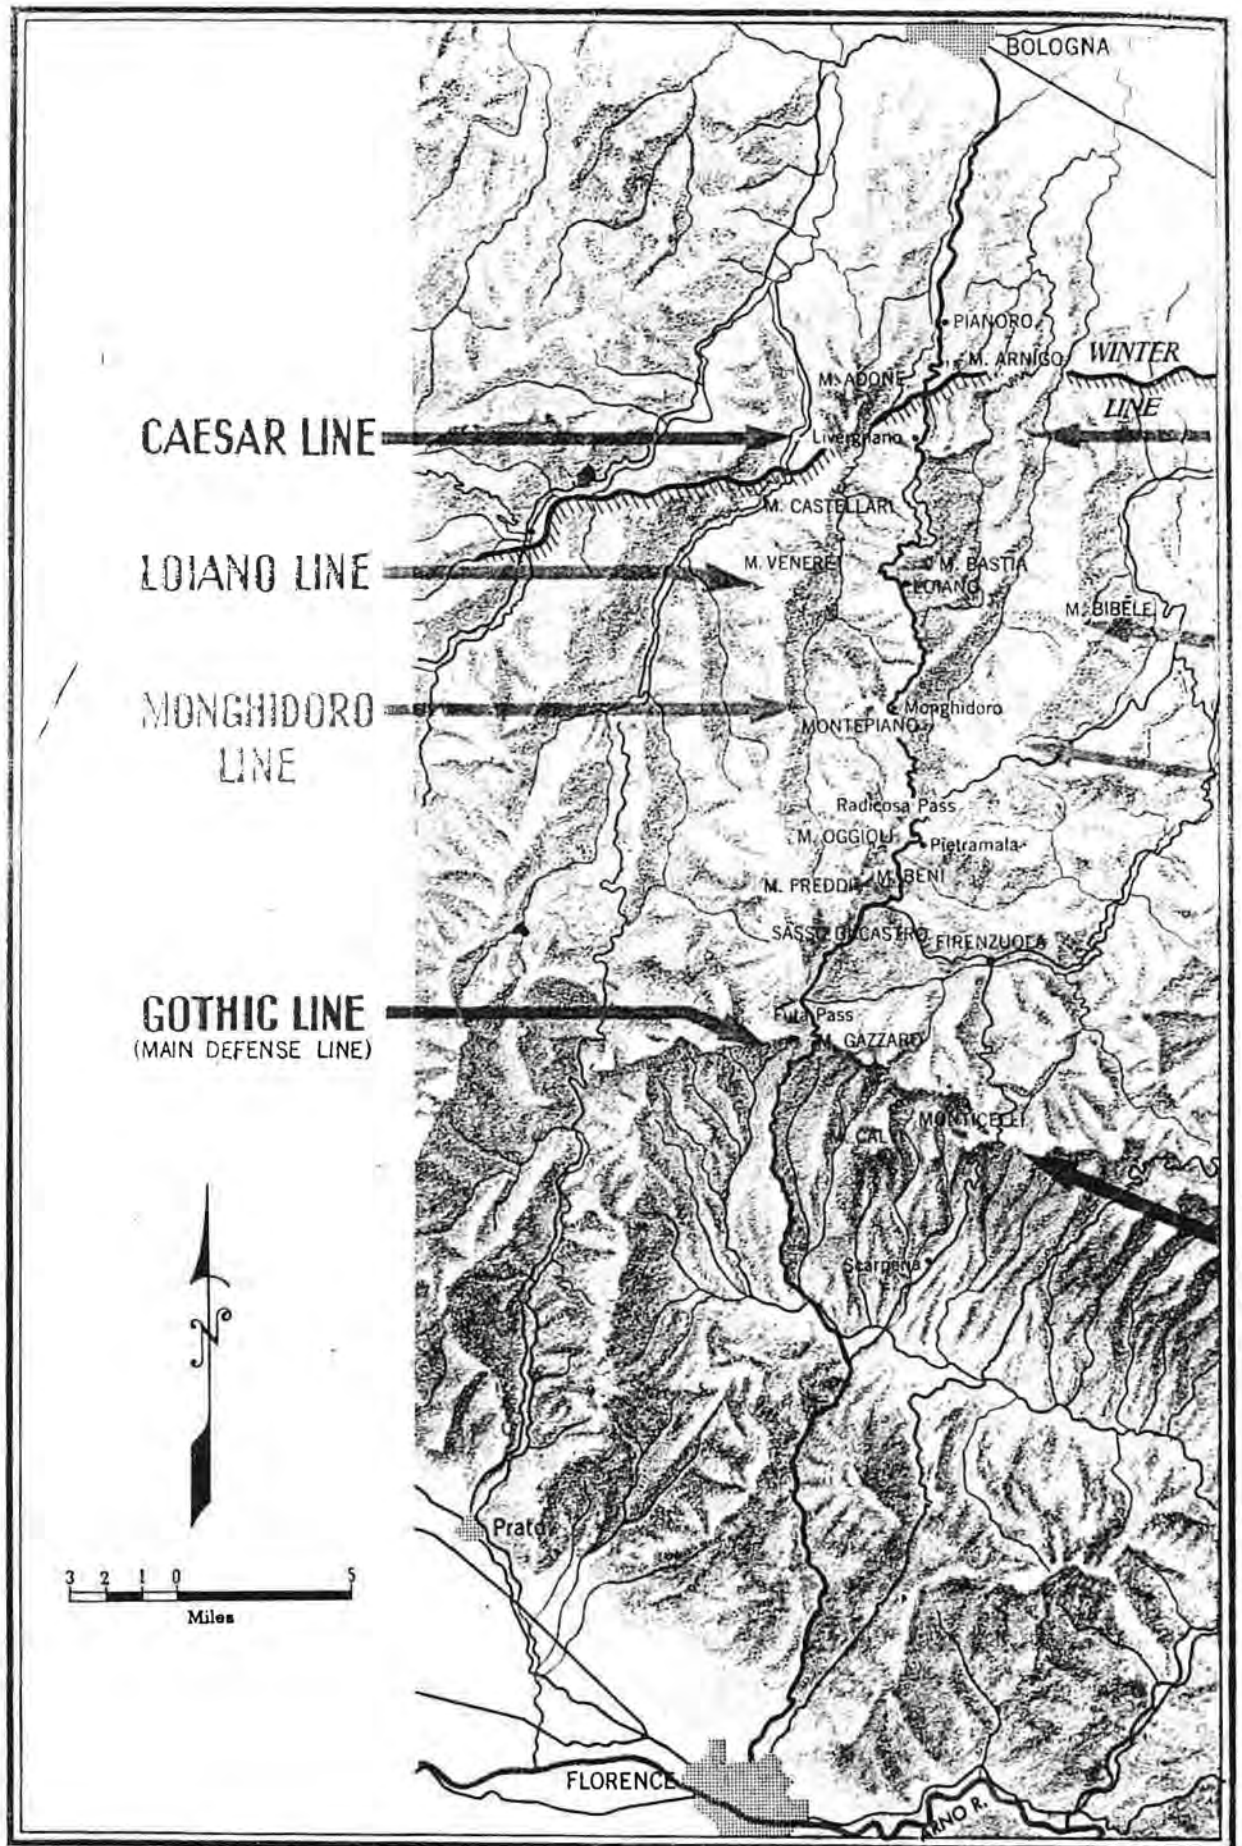 BOLOGNA
PIANORO
M. ARNIGO
WINTER
LINE
M. ADONE
CAESAR LINE
Livergnano
M. CASTELLARI
LOIANO LINE
M. VENERE
M. BASTIA
LOIANO
M. BIBELE
MONGHIDORO
LINE
Monghidoro
MONTEPIANO
Radicosa Pass
M. OGGIOLI
Pietramala
M. BENI
M. FREDDI
SASSO DI CASTRO
FIRENZUOLA
GOTHIC LINE
(MAIN DEFENSE LINE)
Futa Pass
M. GAZZARO
MONTICELLI
M. CALVI
Scarperia
N
Prato
3 2 1 0 5
Miles
FLORENCE
ARNO R.